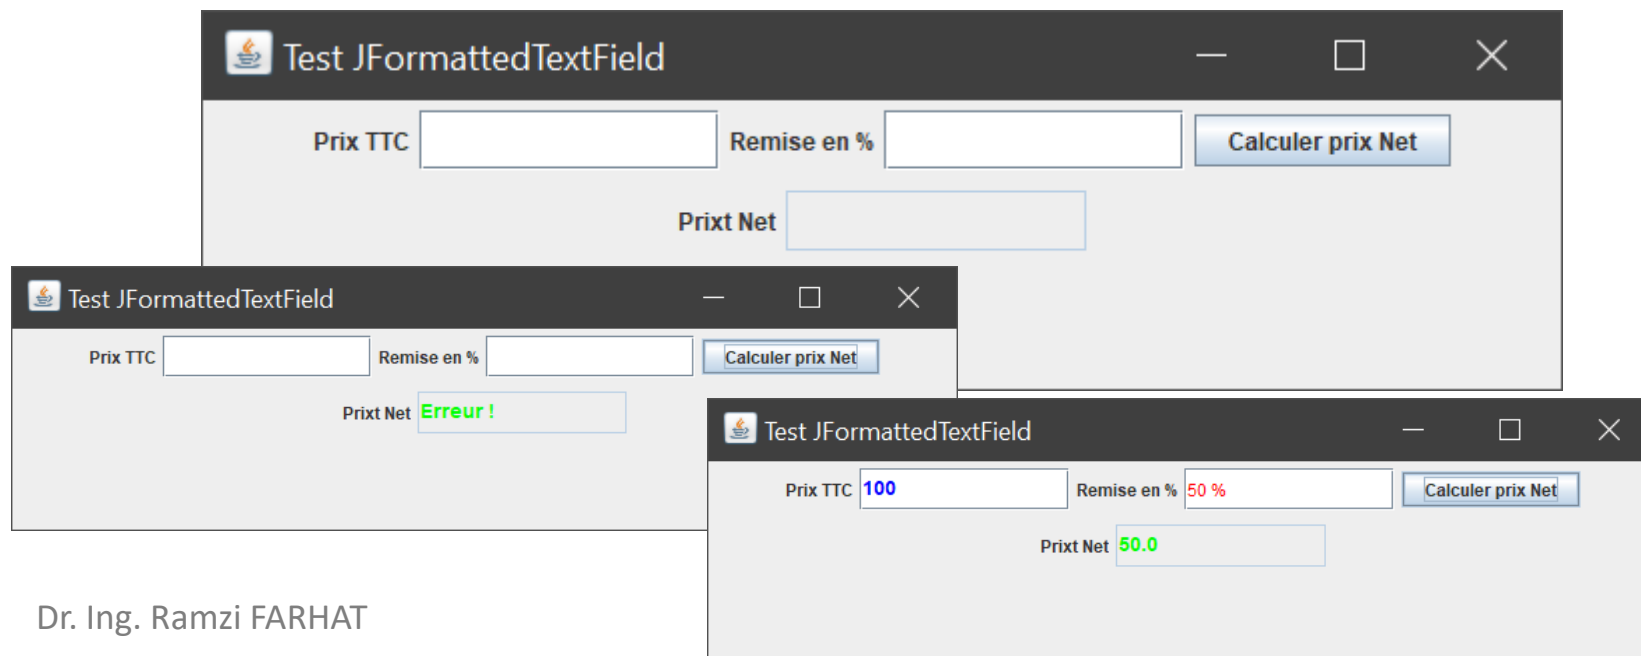 Test JFormattedTextField
Prix TTC Remise en % Calculer prix Net
Prixt Net
Test JFormattedTextField
Prix TTC Remise en % Calculer prix Net
Prixt Net Erreur !
Test JFormattedTextField
Prix TTC 100 Remise en % 50 % Calculer prix Net
Prixt Net 50.0
Dr. Ing. Ramzi FARHAT